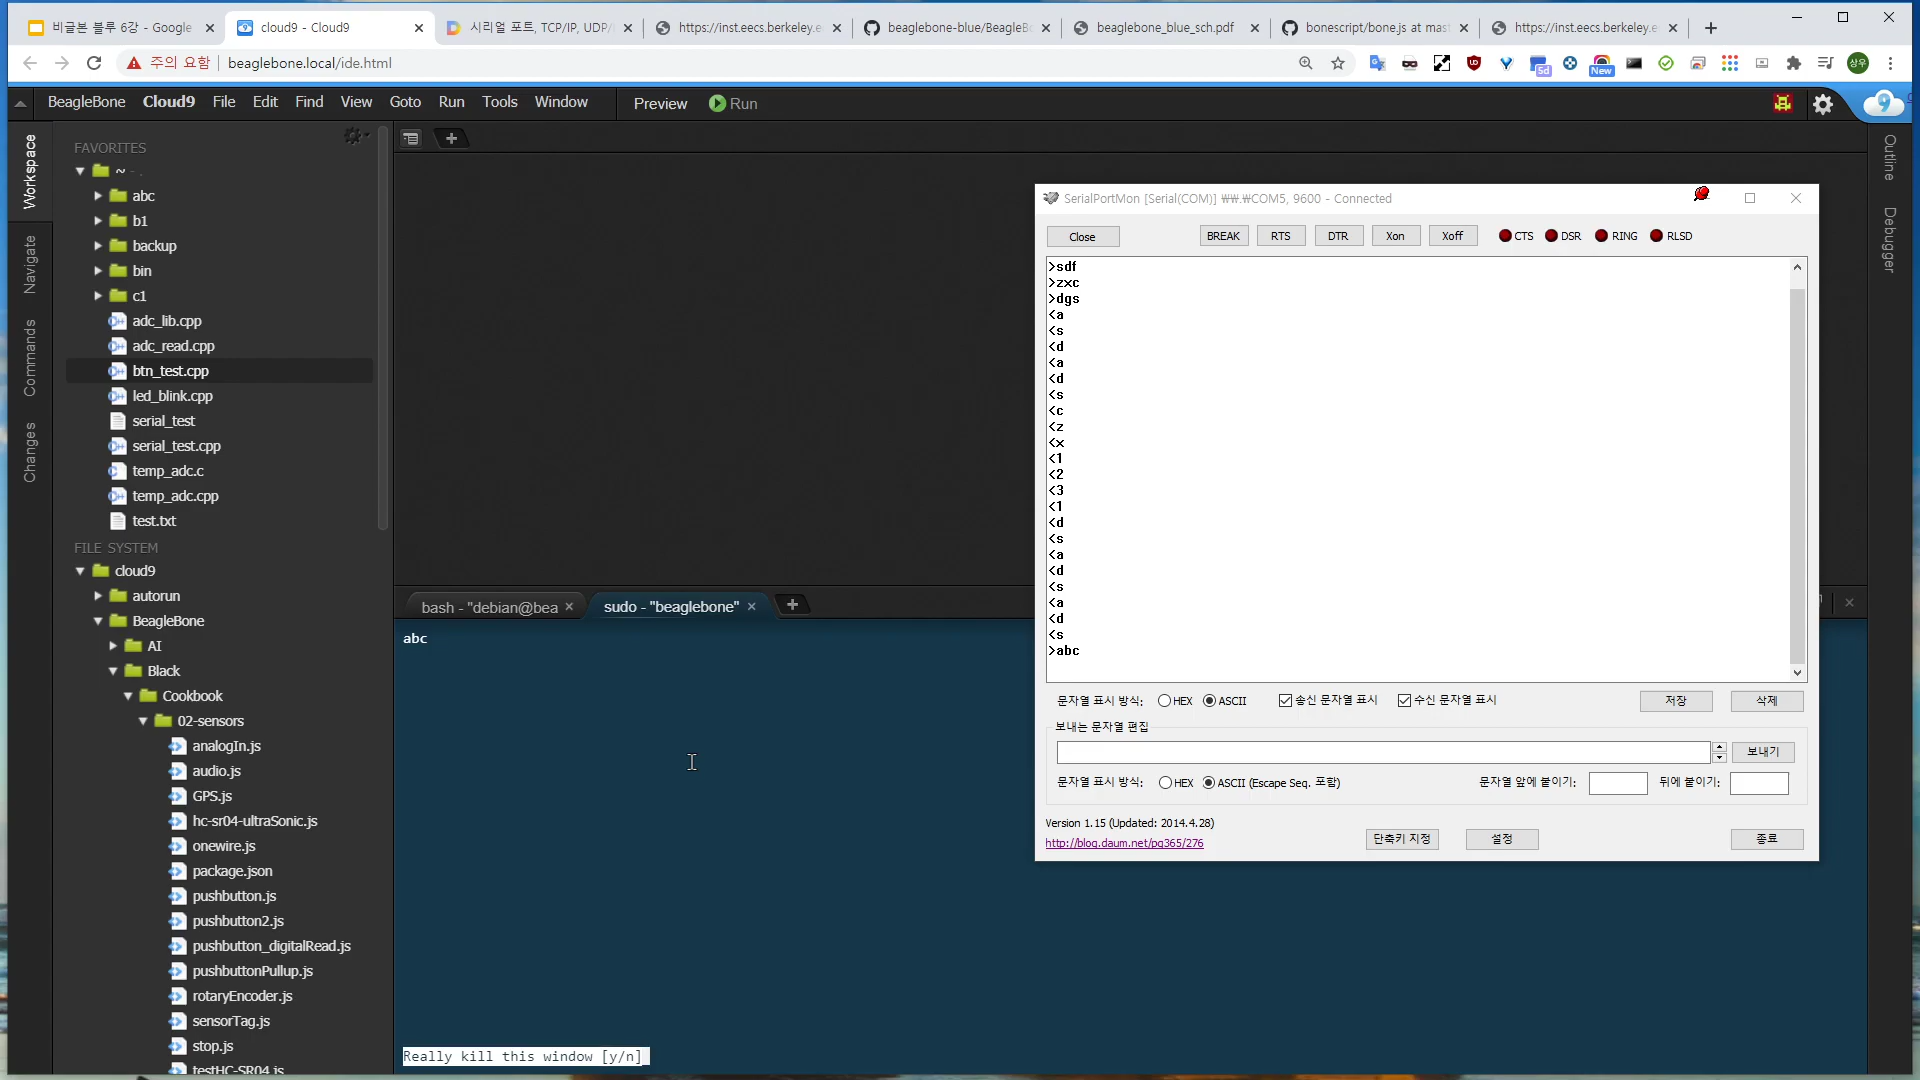 비글본 블루 6강 - Google
cloud9 - Cloud9
시리얼 포트, TCP/IP, UDP/
https://inst.eecs.berkeley.e
beaglebone-blue/BeagleB
beaglebone_blue_sch.pdf
bonescript/bone.js at mas
https://inst.eecs.berkeley.e
주의 요함
beaglebone.local/ide.html
Sd
New
상우
BeagleBone
Cloud9
File
Edit
Find
View
Goto
Run
Tools
Window
Preview
Run
Workspace
Navigate
Commands
Changes
Outline
Debugger
FAVORITES
~ - .
abc
b1
backup
bin
c1
adc_lib.cpp
adc_read.cpp
btn_test.cpp
led_blink.cpp
serial_test
serial_test.cpp
temp_adc.c
temp_adc.cpp
test.txt
FILE SYSTEM
cloud9
autorun
BeagleBone
AI
Black
Cookbook
02-sensors
analogIn.js
audio.js
GPS.js
hc-sr04-ultraSonic.js
onewire.js
package.json
pushbutton.js
pushbutton2.js
pushbutton_digitalRead.js
pushbuttonPullup.js
rotaryEncoder.js
sensorTag.js
stop.js
testHC-SR04.js
bash - "debian@bea
sudo - "beaglebone"
abc
Really kill this window [y/n]
SerialPortMon [Serial(COM)] ₩₩.₩COM5, 9600 - Connected
Close
BREAK
RTS
DTR
Xon
Xoff
CTS
DSR
RING
RLSD
>sdf
>zxc
>dgs
<a
<s
<d
<a
<d
<s
<c
<z
<x
<1
<2
<3
<1
<d
<s
<a
<d
<s
<a
<d
<s
>abc
문자열 표시 방식: HEX ASCII 송신 문자열 표시 수신 문자열 표시 저장 삭제
보내는 문자열 편집
보내기
문자열 표시 방식: HEX ASCII (Escape Seq. 포함) 문자열 앞에 붙이기: 뒤에 붙이기:
Version 1.15 (Updated: 2014.4.28)
http://blog.daum.net/pg365/276
단축키 지정 설정 종료